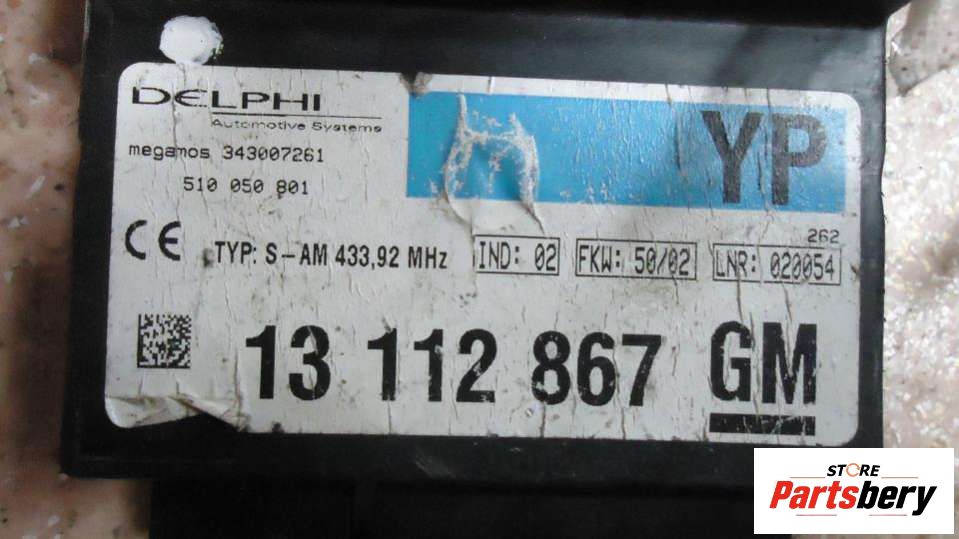 DELPHI
Automotive Systems
megamos 343007261
510 050 801
YP
262
CE TYP: S-AM 433,92 MHz IND: 02 FKW: 50/02 LNR: 020054
13 112 867 GM
STORE
Partsbery